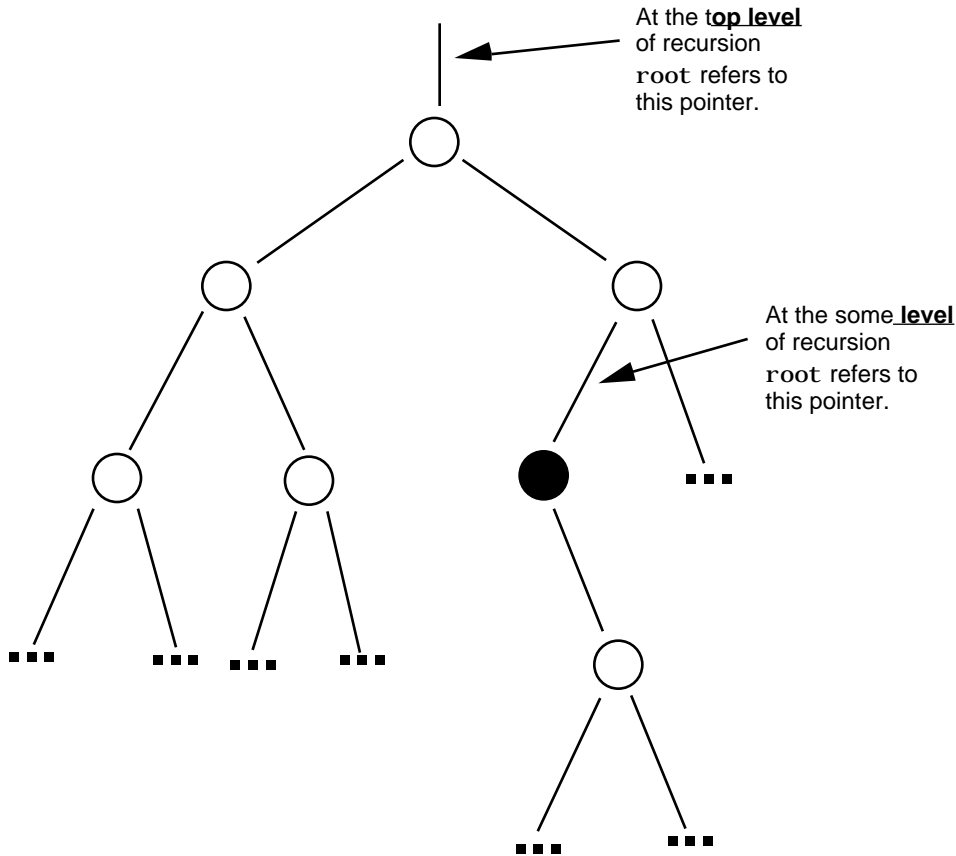 At the top level
of recursion
root refers to
this pointer.
At the some level
of recursion
root refers to
this pointer.